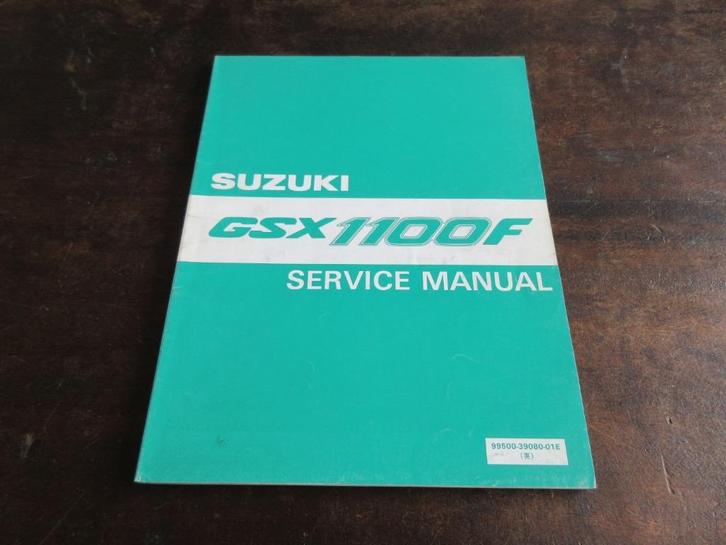 SUZUKI
GSX1100F
SERVICE MANUAL
99500-39080-01E
(英)